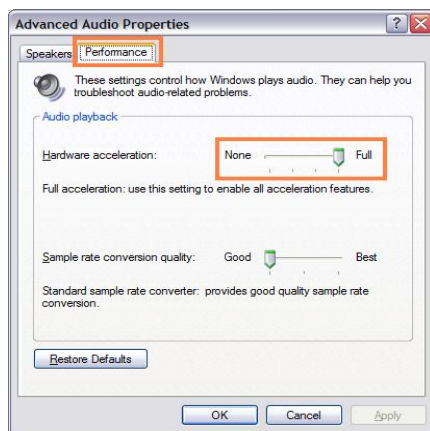 Advanced Audio Properties
Speakers Performance
These settings control how Windows plays audio. They can help you
troubleshoot audio-related problems.
Audio playback
Hardware acceleration: None Full
Full acceleration: use this setting to enable all acceleration features.
Sample rate conversion quality: Good Best
Standard sample rate converter: provides good quality sample rate
conversion.
Restore Defaults
OK Cancel Apply